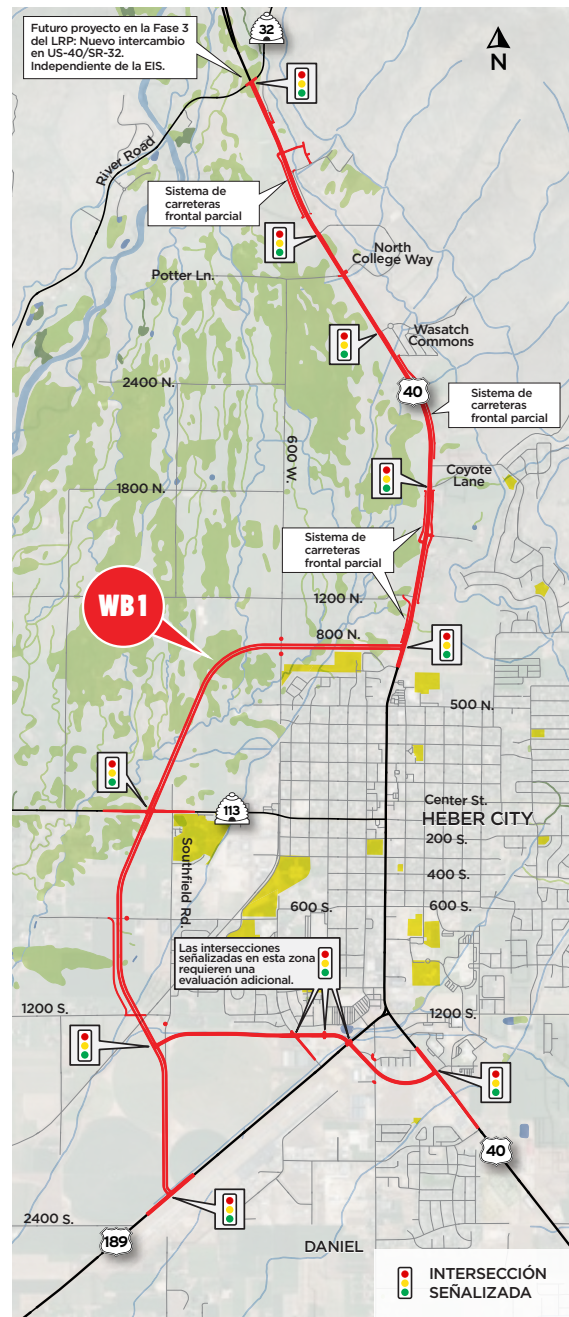 Futuro proyecto en la Fase 3
del LRP: Nuevo intercambio
en US-40/SR-32.
Independiente de la EIS.
32
N
River Road
Sistema de
carreteras
frontal parcial
North
College Way
Potter Ln.
Wasatch
Commons
2400 N.
40
Sistema de
carreteras
frontal parcial
600 W.
Coyote
Lane
1800 N.
Sistema de
carreteras
frontal parcial
1200 N.
WB1
800 N.
500 N.
Center St.
113
HEBER CITY
200 S.
Southfield Rd.
400 S.
600 S.
600 S.
Las intersecciones
señalizadas en esta zona
requieren una
evaluación adicional.
1200 S.
1200 S.
40
2400 S.
189
DANIEL
INTERSECCIÓN
SEÑALIZADA